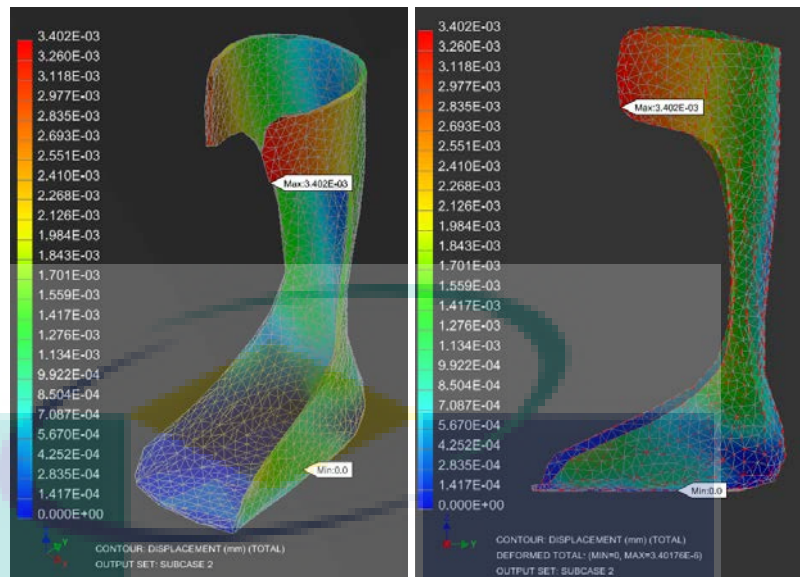 3.402E-03
3.260E-03
3.118E-03
2.977E-03
2.835E-03
2.693E-03
2.551E-03
2.410E-03
2.268E-03
2.126E-03
1.984E-03
1.843E-03
1.701E-03
1.559E-03
1.417E-03
1.276E-03
1.134E-03
9.922E-04
8.504E-04
7.087E-04
5.670E-04
4.252E-04
2.835E-04
1.417E-04
0.000E+00
Max:3.402E-03
Min:0.0
Y
X
CONTOUR: DISPLACEMENT (mm) (TOTAL)
OUTPUT SET: SUBCASE 2
3.402E-03
3.260E-03
3.118E-03
2.977E-03
2.835E-03
2.693E-03
2.551E-03
2.410E-03
2.268E-03
2.126E-03
1.984E-03
1.843E-03
1.701E-03
1.559E-03
1.417E-03
1.276E-03
1.134E-03
9.922E-04
8.504E-04
7.087E-04
5.670E-04
4.252E-04
2.835E-04
1.417E-04
0.000E+00
Max:3.402E-03
Min:0.0
Y
CONTOUR: DISPLACEMENT (mm) (TOTAL)
DEFORMED TOTAL: (MIN=0, MAX=3.40176E-6)
OUTPUT SET: SUBCASE 2